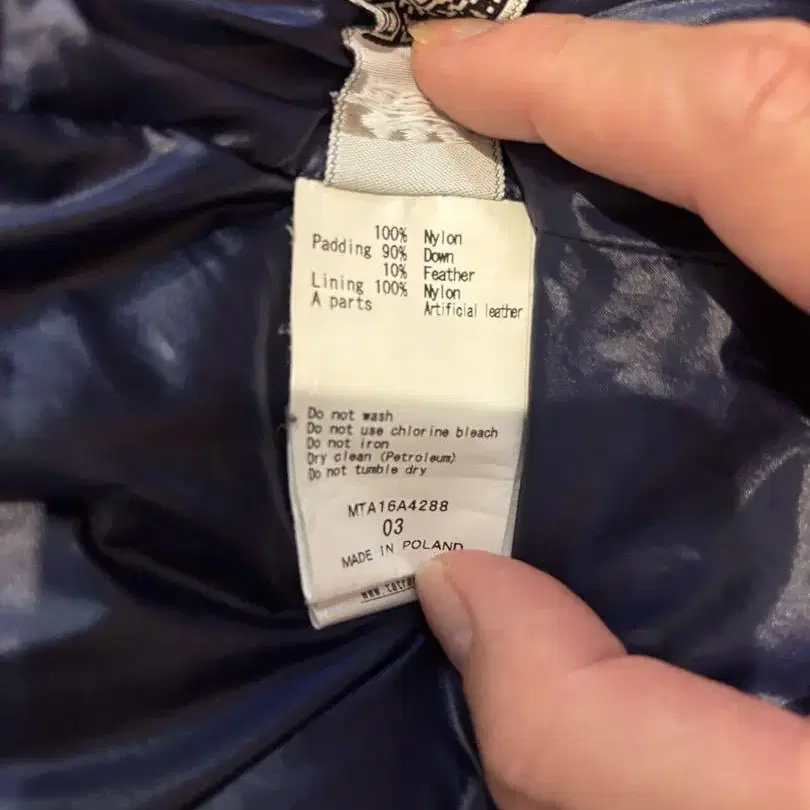 100% Nylon
Padding 90% Down
10% Feather
Lining 100% Nylon
A parts Artificial leather
Do not wash
Do not use chlorine bleach
Do not iron
Dry clean (Petroleum)
Do not tumble dry
MTA16A4288
03
MADE IN POLAND